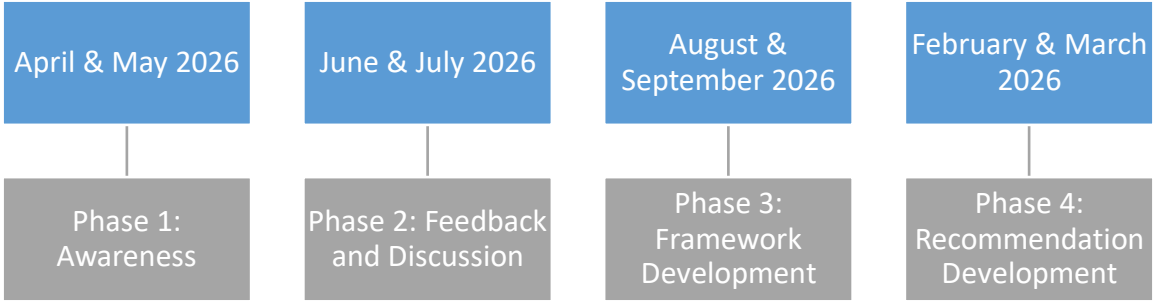 April & May 2026
June & July 2026
August &
September 2026
February & March
2026
Phase 1:
Awareness
Phase 2: Feedback
and Discussion
Phase 3:
Framework
Development
Phase 4:
Recommendation
Development